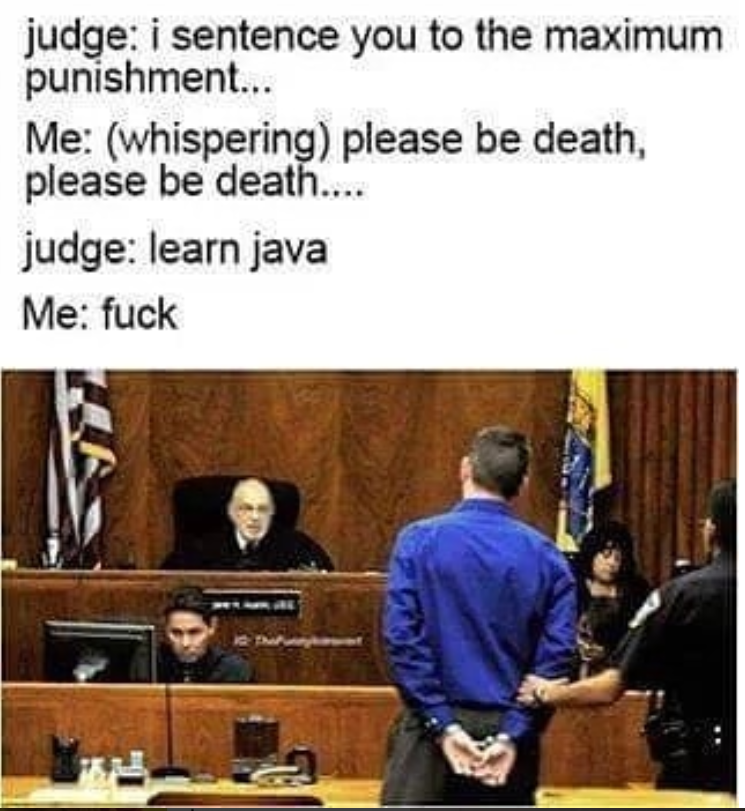 judge: i sentence you to the maximum
punishment...
Me: (whispering) please be death,
please be death....
judge: learn java
Me: fuck